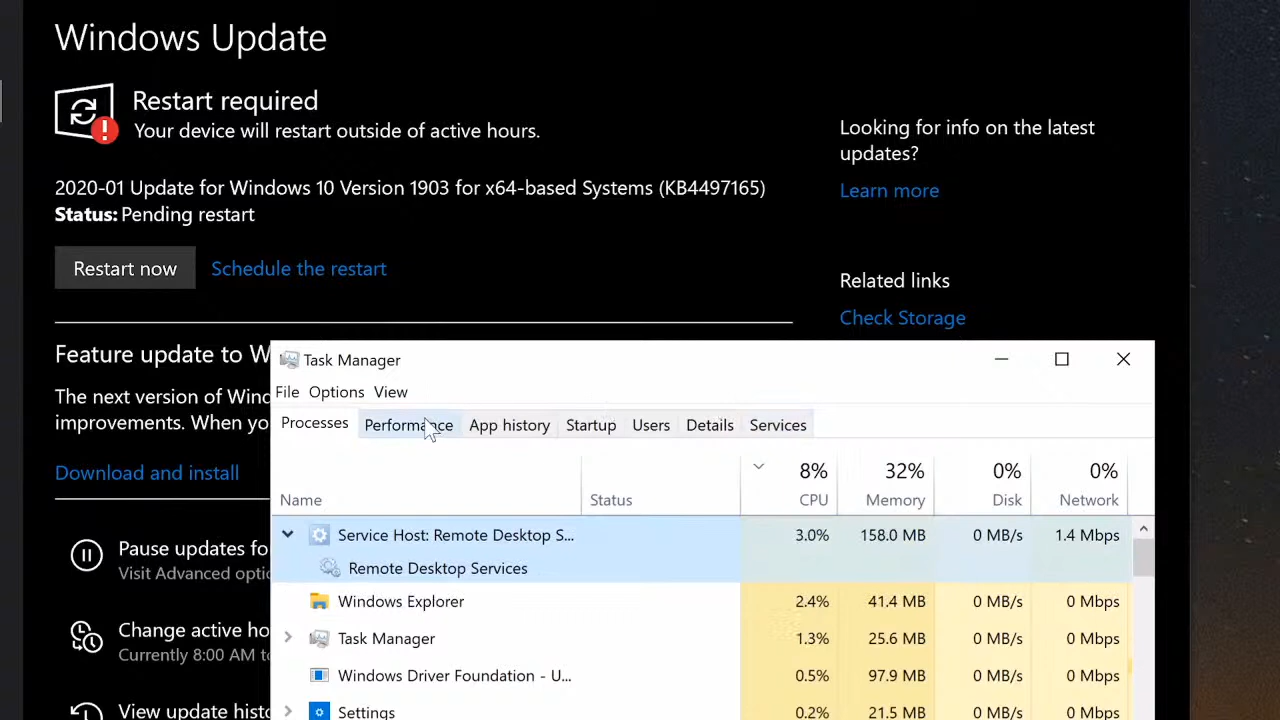 Windows Update
Restart required
Your device will restart outside of active hours.
Looking for info on the latest
updates?
Learn more
2020-01 Update for Windows 10 Version 1903 for x64-based Systems (KB4497165)
Status: Pending restart
Restart now
Schedule the restart
Related links
Check Storage
Feature update to W
The next version of Wind
improvements. When yo
Download and install
Pause updates fo
Visit Advanced optio
Change active ho
Currently 8:00 AM to
View update histo
Task Manager
File Options View
Processes Performance App history Startup Users Details Services
8% 32% 0% 0%
Name Status CPU Memory Disk Network
Service Host: Remote Desktop S... 3.0% 158.0 MB 0 MB/s 1.4 Mbps
Remote Desktop Services
Windows Explorer 2.4% 41.4 MB 0 MB/s 0 Mbps
Task Manager 1.3% 25.6 MB 0 MB/s 0 Mbps
Windows Driver Foundation - U... 0.5% 97.9 MB 0 MB/s 0 Mbps
Settings 0.2% 21.5 MB 0 MB/s 0 Mbps